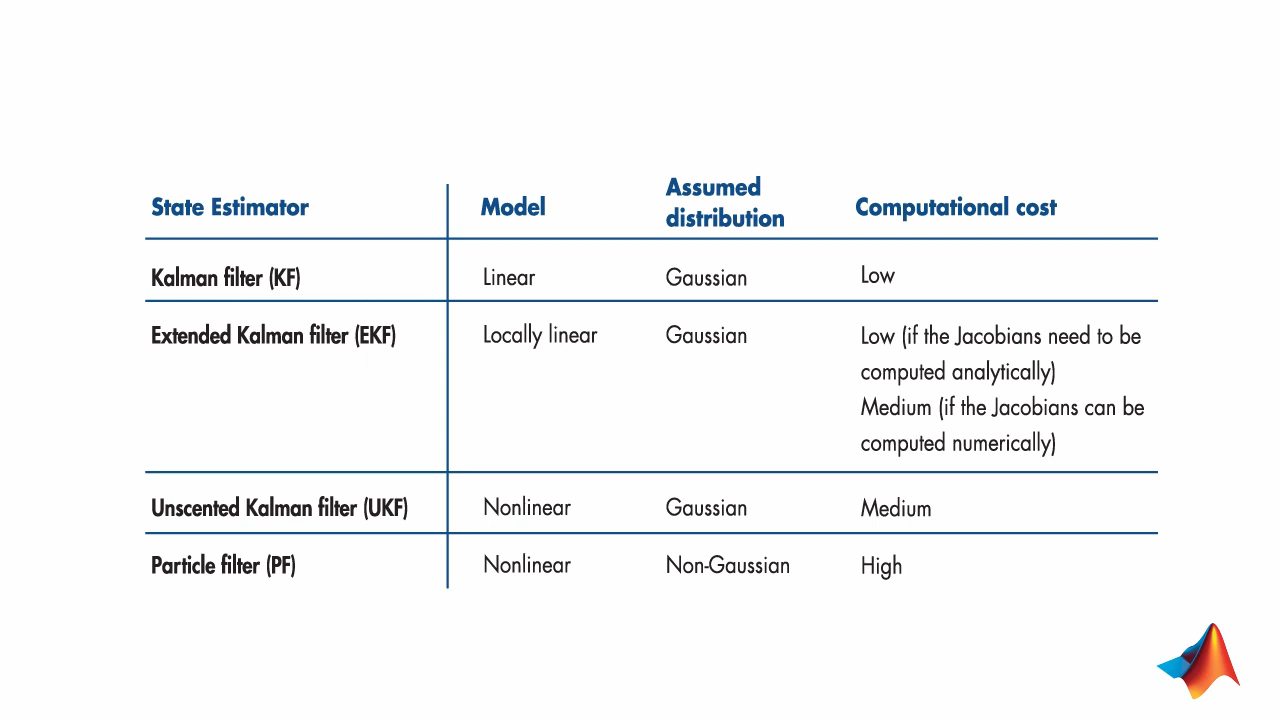 State Estimator
Model
Assumed
distribution
Computational cost
Kalman filter (KF)
Linear
Gaussian
Low
Extended Kalman filter (EKF)
Locally linear
Gaussian
Low (if the Jacobians need to be
computed analytically)
Medium (if the Jacobians can be
computed numerically)
Unscented Kalman filter (UKF)
Nonlinear
Gaussian
Medium
Particle filter (PF)
Nonlinear
Non-Gaussian
High